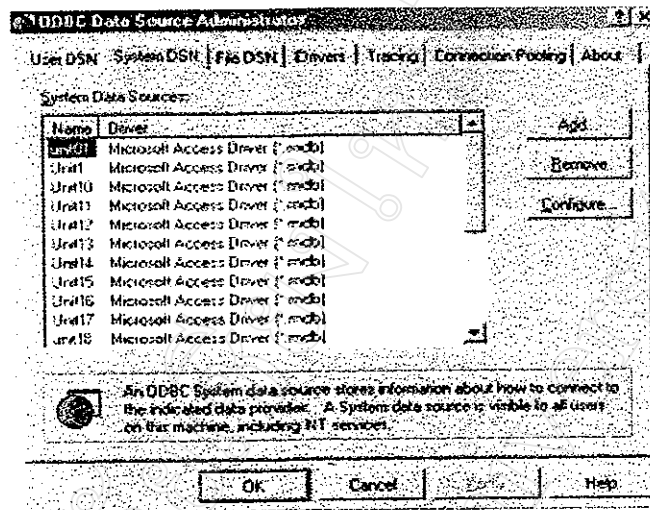 ODBC Data Source Administrator
User DSN System DSN File DSN Drivers Tracing Connection Pooling About
System Data Sources:
Name Driver
unit01 Microsoft Access Driver (*.mdb)
Unit1 Microsoft Access Driver (*.mdb)
Unit10 Microsoft Access Driver (*.mdb)
Unit11 Microsoft Access Driver (*.mdb)
Unit12 Microsoft Access Driver (*.mdb)
Unit13 Microsoft Access Driver (*.mdb)
Unit14 Microsoft Access Driver (*.mdb)
Unit15 Microsoft Access Driver (*.mdb)
Unit16 Microsoft Access Driver (*.mdb)
Unit17 Microsoft Access Driver (*.mdb)
unit18 Microsoft Access Driver (*.mdb)
Add
Remove
Configure...
An ODBC System data source stores information about how to connect to
the indicated data provider. A System data source is visible to all users
on this machine, including NT services.
OK Cancel Help